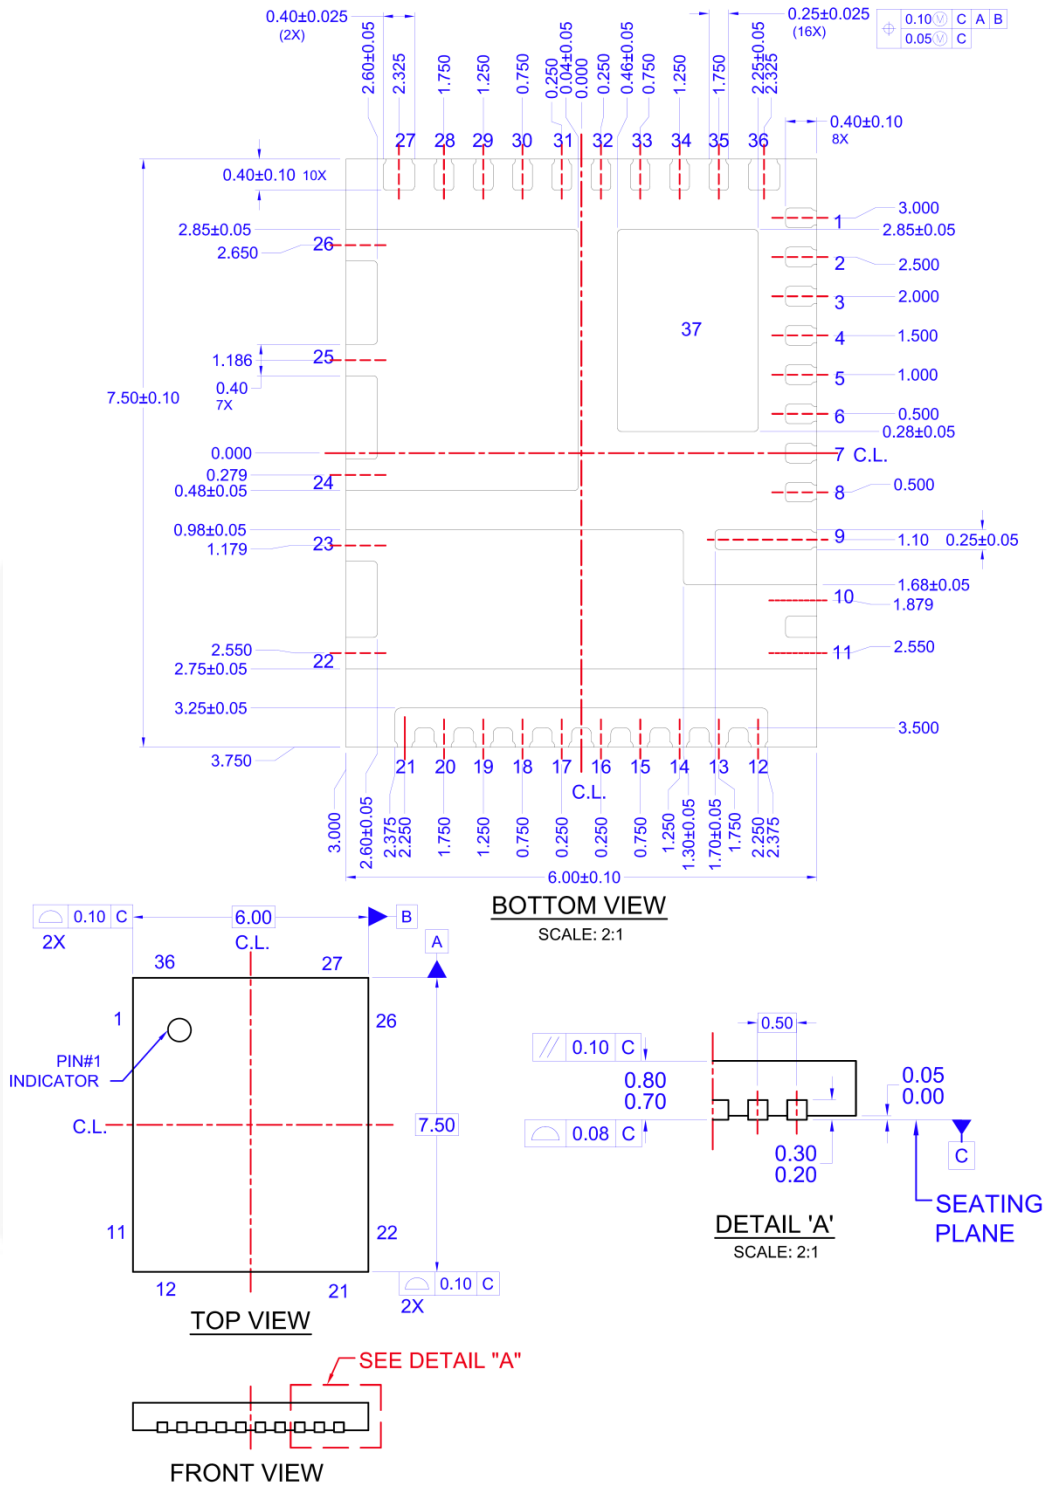 0.40±0.025
(2X)
2.60±0.05
2.325
1.750
1.250
0.750
0.250
0.04±0.05
0.000
0.250
0.46±0.05
0.750
1.250
1.750
2.25±0.05
2.325
0.25±0.025
(16X)
0.10Ⓥ C A B
0.05Ⓥ C
0.40±0.10
8X
27 28 29 30 31 32 33 34 35 36
0.40±0.10 10X
7.50±0.10
2.85±0.05
2.650
26
25
1.186
0.40
7X
0.000
0.279
24
0.48±0.05
0.98±0.05
1.179
23
2.550
22
2.75±0.05
3.25±0.05
3.750
37
1
3.000
2.85±0.05
2
2.500
3
2.000
4
1.500
5
1.000
6
0.500
0.28±0.05
7 C.L.
8
0.500
9
1.10
0.25±0.05
1.68±0.05
10
1.879
11
2.550
3.500
21 20 19 18 17 16 15 14 13 12
C.L.
3.000
2.60±0.05
2.375
2.250
1.750
1.250
0.750
0.250
0.250
0.750
1.250
1.30±0.05
1.70±0.05
1.750
2.250
2.375
6.00±0.10
BOTTOM VIEW
SCALE: 2:1
0.10 C
2X
6.00
B
C.L.
A
36
27
1
26
PIN#1
INDICATOR
C.L.
7.50
11
22
12
21
0.10 C
2X
TOP VIEW
0.50
// 0.10 C
0.80
0.70
0.08 C
0.05
0.00
0.30
0.20
C
SEATING
PLANE
DETAIL 'A'
SCALE: 2:1
SEE DETAIL "A"
FRONT VIEW